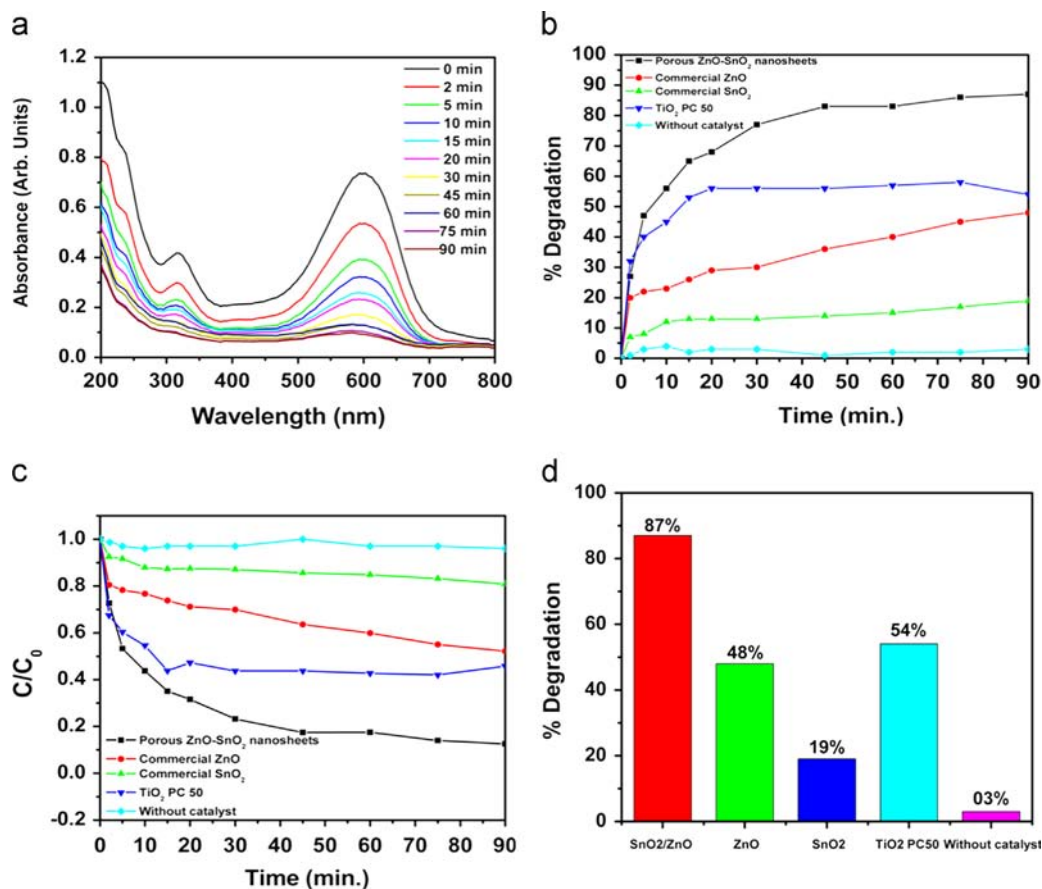 a
1.2
1.0
0.8
0.6
0.4
0.2
0.0
Absorbance (Arb. Units)
200 300 400 500 600 700 800
Wavelength (nm)
0 min
2 min
5 min
10 min
15 min
20 min
30 min
45 min
60 min
75 min
90 min
b
100
90
80
70
60
50
40
30
20
10
0
% Degradation
0 10 20 30 40 50 60 70 80 90
Time (min.)
Porous ZnO-SnO₂ nanosheets
Commercial ZnO
Commercial SnO₂
TiO₂ PC 50
Without catalyst
c
1.0
0.8
0.6
0.4
0.2
0.0
-0.2
C/C₀
0 10 20 30 40 50 60 70 80 90
Time (min.)
Porous ZnO-SnO₂ nanosheets
Commercial ZnO
Commercial SnO₂
TiO₂ PC 50
Without catalyst
d
100
80
60
40
20
0
% Degradation
87%
48%
19%
54%
03%
SnO2/ZnO ZnO SnO2 TiO2 PC50 Without catalyst